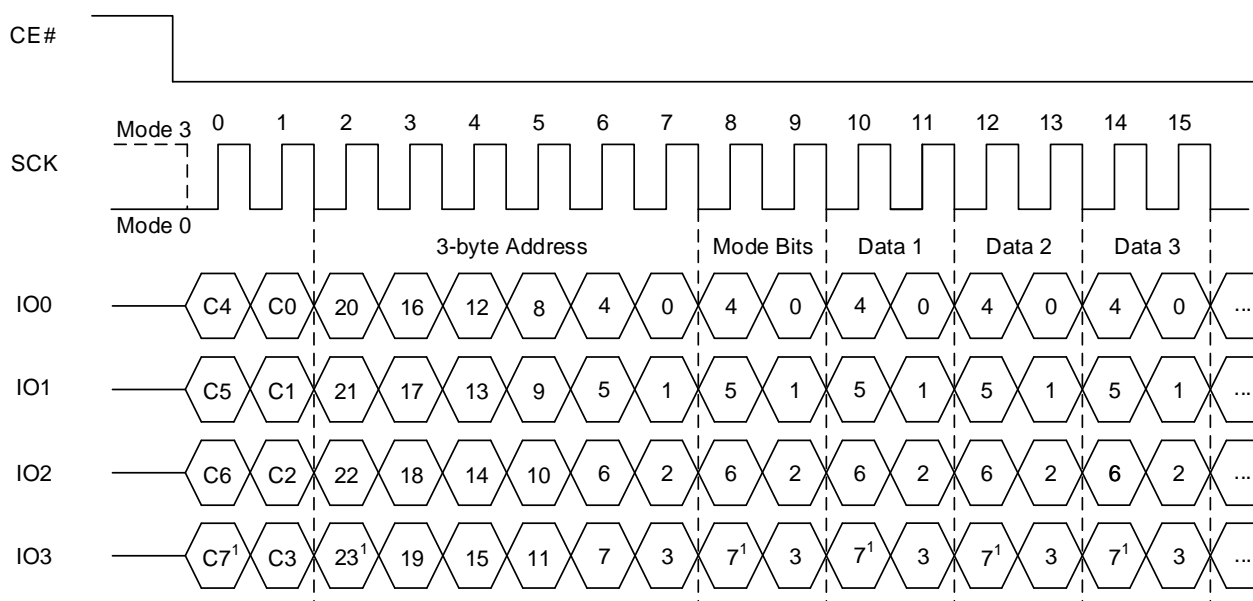 CE#
Mode 3 0 1 2 3 4 5 6 7 8 9 10 11 12 13 14 15
SCK
Mode 0
3-byte Address Mode Bits Data 1 Data 2 Data 3
IO0 C4 C0 20 16 12 8 4 0 4 0 4 0 4 0 4 0 ...
IO1 C5 C1 21 17 13 9 5 1 5 1 5 1 5 1 5 1 ...
IO2 C6 C2 22 18 14 10 6 2 6 2 6 2 6 2 6 2 ...
IO3 C7¹ C3 23¹ 19 15 11 7 3 7¹ 3 7¹ 3 7¹ 3 7¹ 3 ...